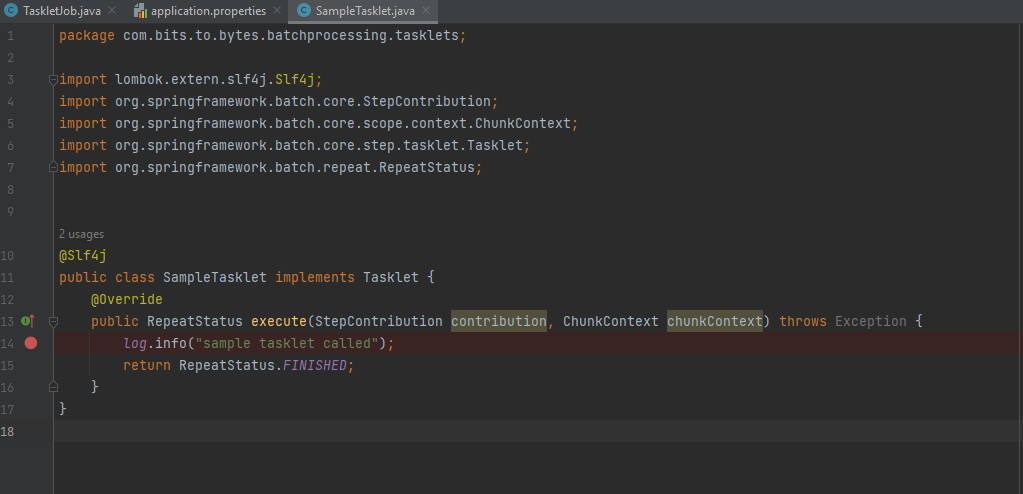 TaskletJob.java application.properties SampleTasklet.java
1 package com.bits.to.bytes.batchprocessing.tasklets;
2
3 import lombok.extern.slf4j.Slf4j;
4 import org.springframework.batch.core.StepContribution;
5 import org.springframework.batch.core.scope.context.ChunkContext;
6 import org.springframework.batch.core.step.tasklet.Tasklet;
7 import org.springframework.batch.repeat.RepeatStatus;
8
9
2 usages
10 @Slf4j
11 public class SampleTasklet implements Tasklet {
12 @Override
13 public RepeatStatus execute(StepContribution contribution, ChunkContext chunkContext) throws Exception {
14 log.info("sample tasklet called");
15 return RepeatStatus.FINISHED;
16 }
17 }
18